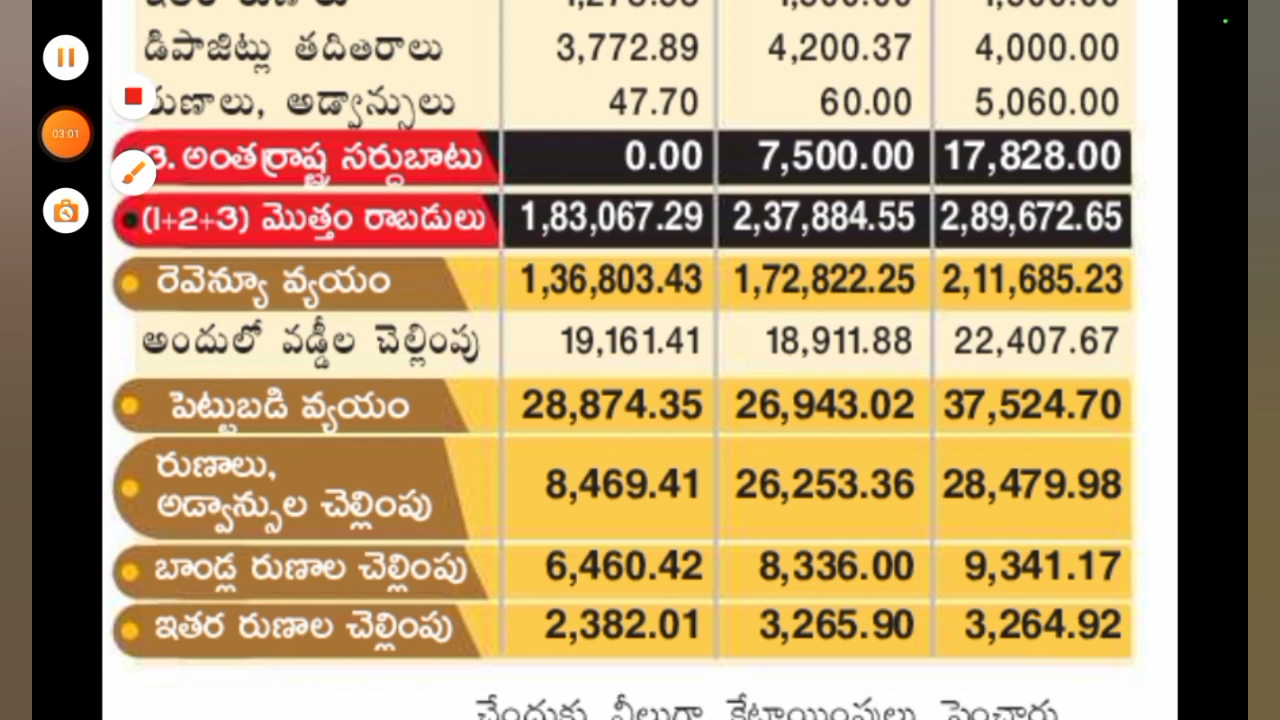 డిపాజిట్లు తదితరాలు 3,772.89 4,200.37 4,000.00
రుణాలు, అడ్వాన్సులు 47.70 60.00 5,060.00
3. అంతర్రాష్ట్ర సర్దుబాటు 0.00 7,500.00 17,828.00
(1+2+3) మొత్తం రాబడులు 1,83,067.29 2,37,884.55 2,89,672.65
రెవెన్యూ వ్యయం 1,36,803.43 1,72,822.25 2,11,685.23
అందులో వడ్డీల చెల్లింపు 19,161.41 18,911.88 22,407.67
పెట్టుబడి వ్యయం 28,874.35 26,943.02 37,524.70
రుణాలు,
అడ్వాన్సుల చెల్లింపు 8,469.41 26,253.36 28,479.98
బాండ్ల రుణాల చెల్లింపు 6,460.42 8,336.00 9,341.17
ఇతర రుణాల చెల్లింపు 2,382.01 3,265.90 3,264.92
03:01